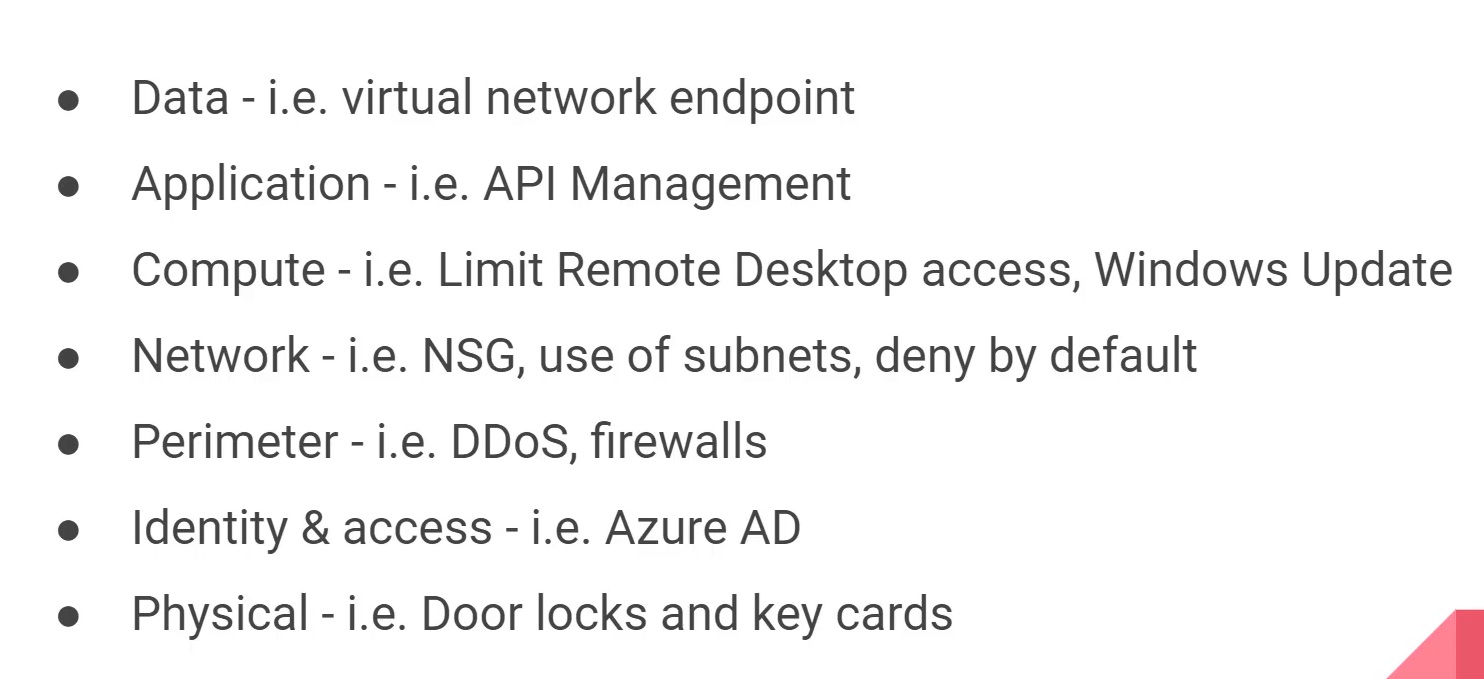 ● Data - i.e. virtual network endpoint
● Application - i.e. API Management
● Compute - i.e. Limit Remote Desktop access, Windows Update
● Network - i.e. NSG, use of subnets, deny by default
● Perimeter - i.e. DDoS, firewalls
● Identity & access - i.e. Azure AD
● Physical - i.e. Door locks and key cards